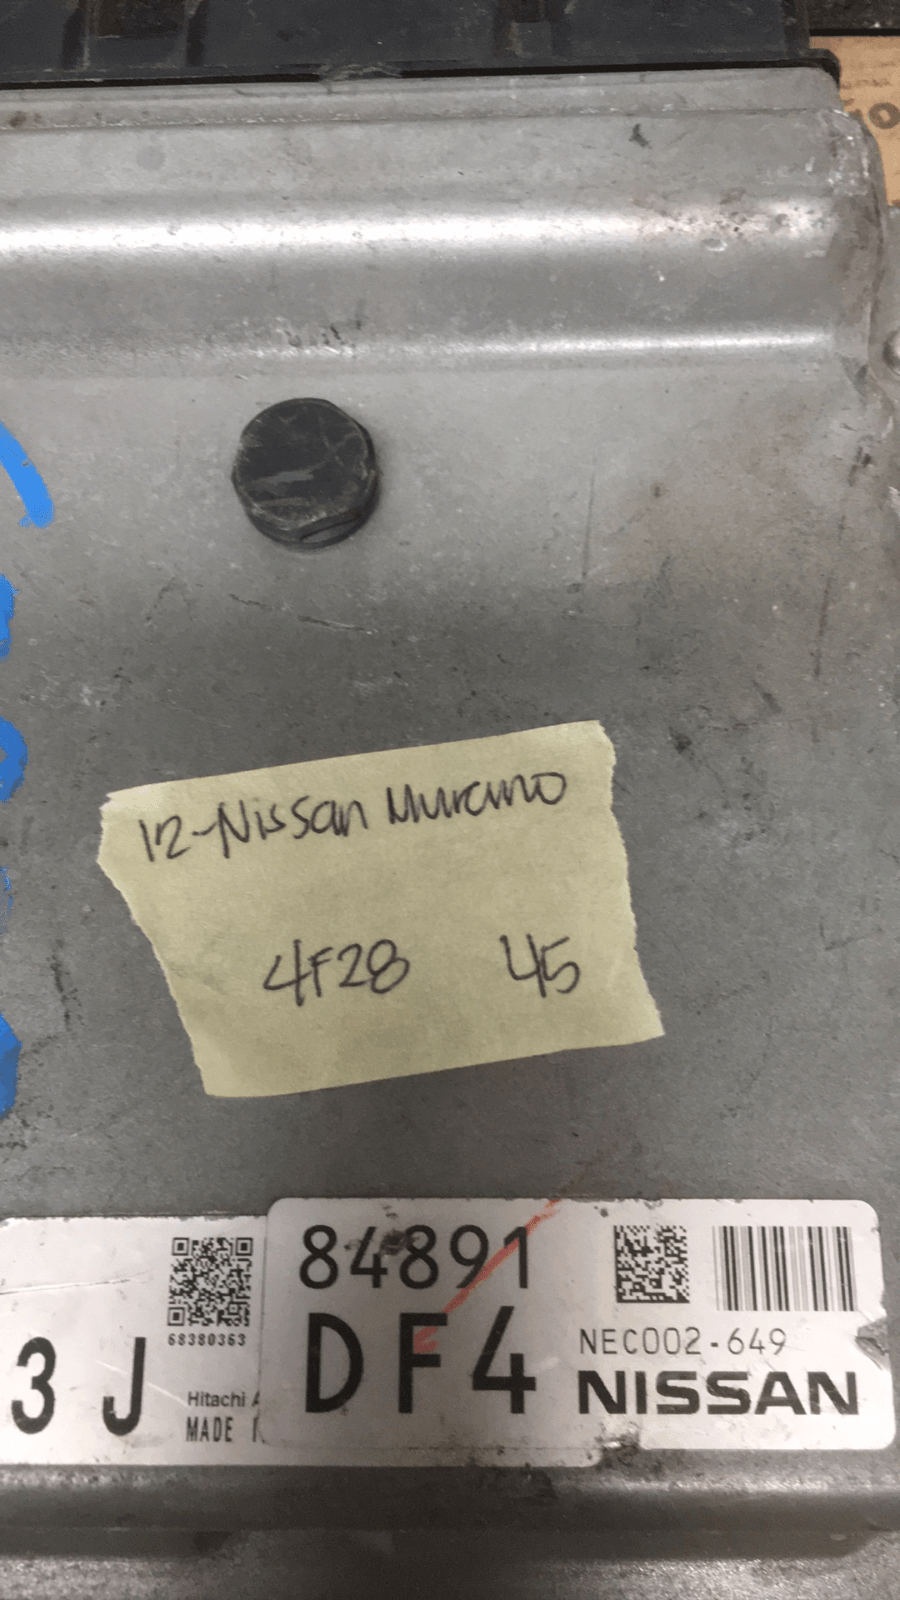 12-Nissan Murano
4F28 45
84891
DF4
NEC002-649
NISSAN
68380363
3 J
Hitachi A
MADE I